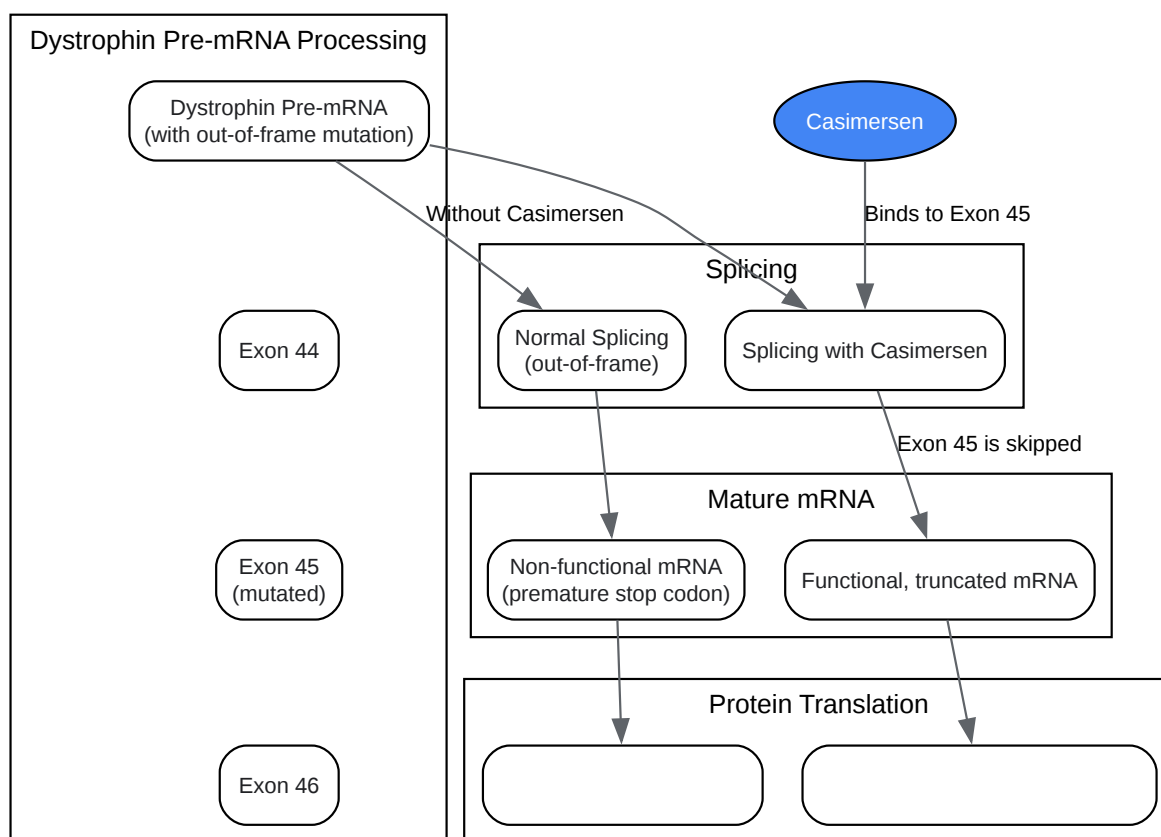 Dystrophin Pre-mRNA Processing
Dystrophin Pre-mRNA
(with out-of-frame mutation)
Casimersen
Without Casimersen
Binds to Exon 45
Splicing
Exon 44
Normal Splicing
(out-of-frame)
Splicing with Casimersen
Exon 45 is skipped
Mature mRNA
Exon 45
(mutated)
Non-functional mRNA
(premature stop codon)
Functional, truncated mRNA
Protein Translation
Exon 46